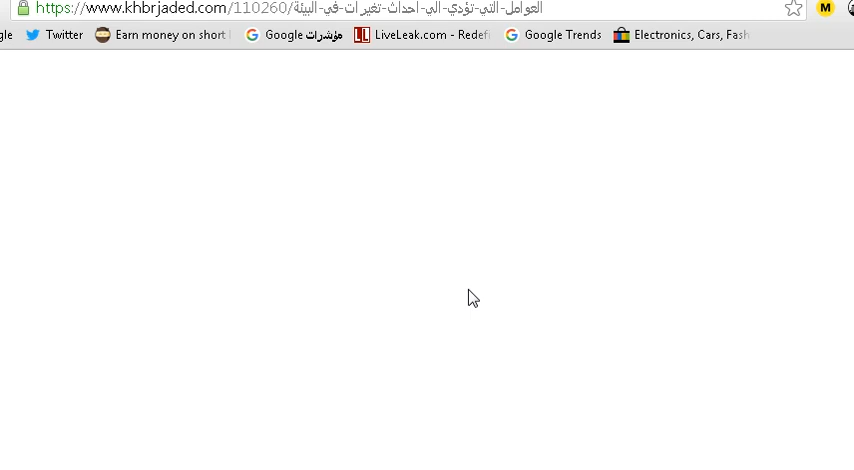 https://www.khbrjaded.com/110260/العوامل-التي-تؤدي-الي-احداث-تغيرات-في-البيئة
M
gle Twitter Earn money on short Google مؤشرات LiveLeak.com - Redefi Google Trends Electronics, Cars, Fash